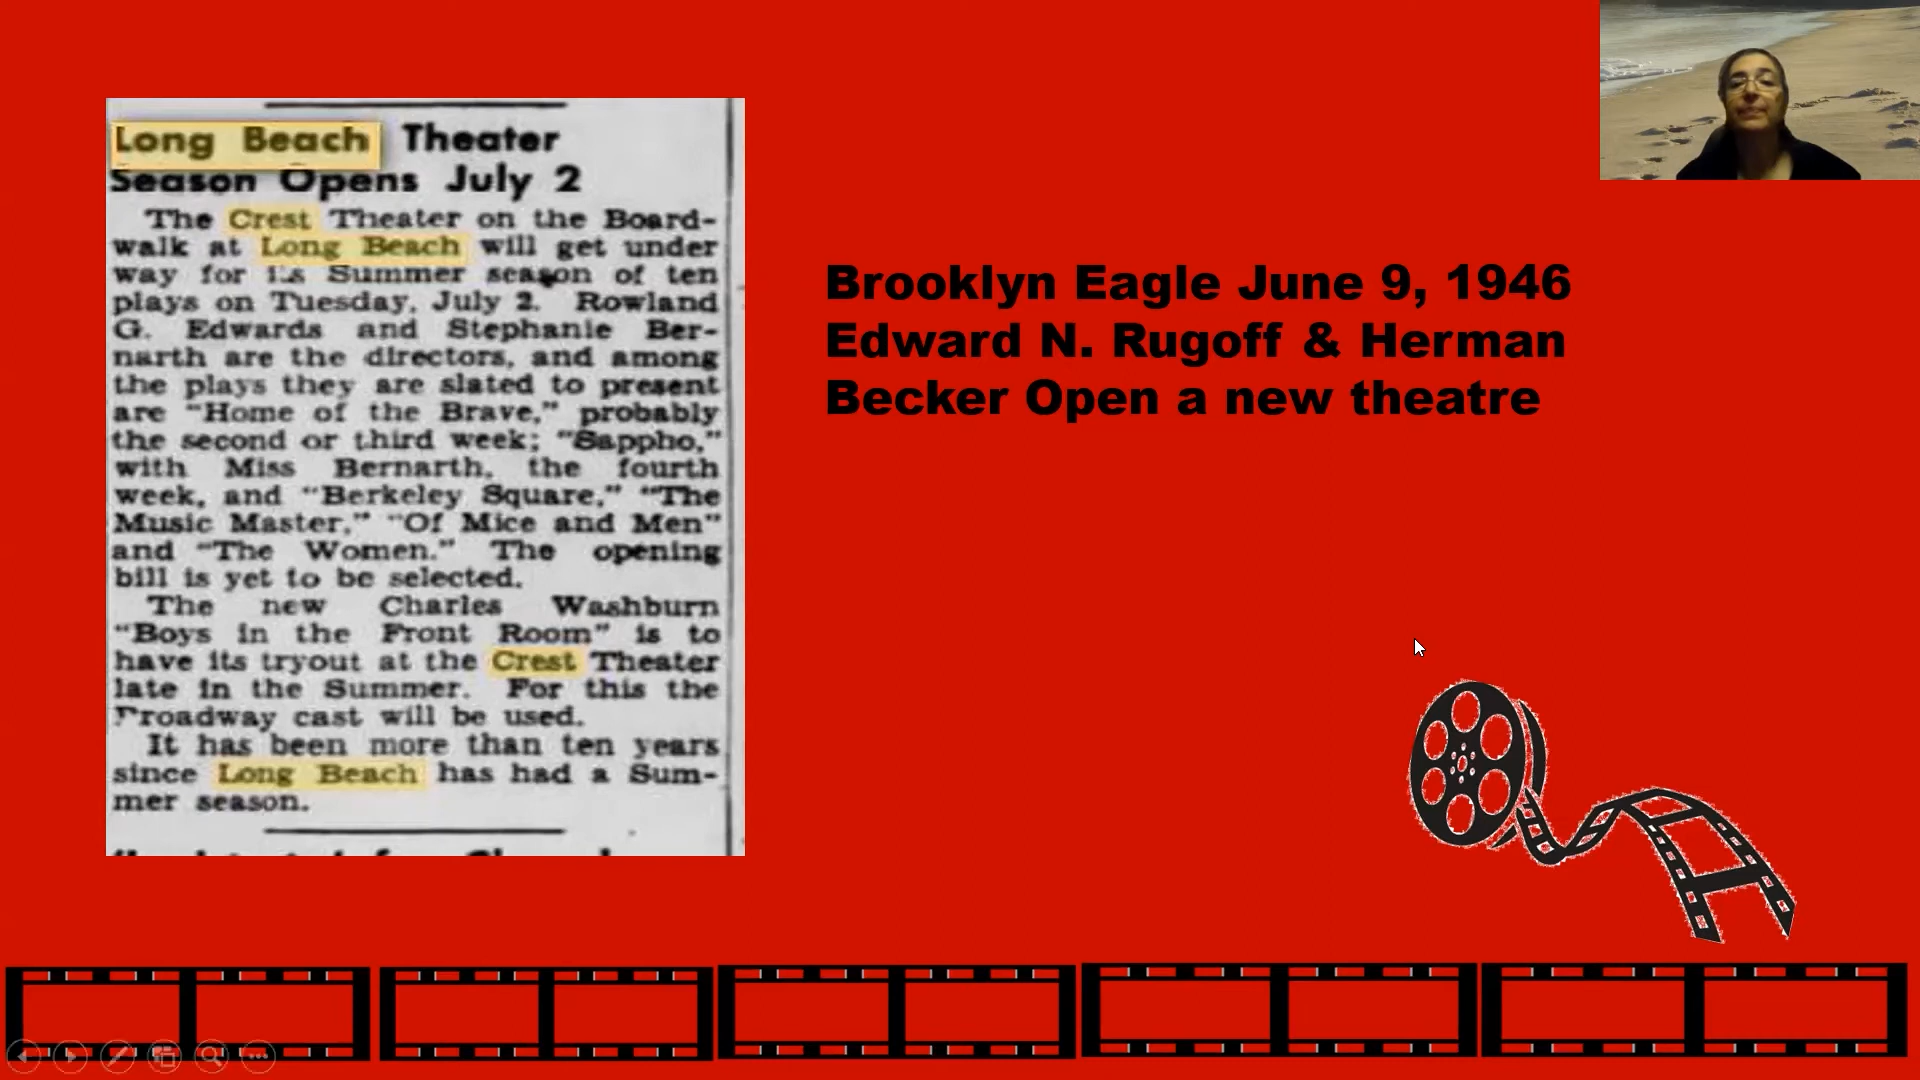 Long Beach Theater
Season Opens July 2
The Crest Theater on the Board-
walk at Long Beach will get under
way for its Summer season of ten
plays on Tuesday, July 2. Rowland
G. Edwards and Stephanie Ber-
narth are the directors, and among
the plays they are slated to present
are "Home of the Brave," probably
the second or third week; "Sappho,"
with Miss Bernarth, the fourth
week, and "Berkeley Square," "The
Music Master," "Of Mice and Men"
and "The Women." The opening
bill is yet to be selected.
The new Charles Washburn
"Boys in the Front Room" is to
have its tryout at the Crest Theater
late in the Summer. For this the
Broadway cast will be used.
It has been more than ten years
since Long Beach has had a Sum-
mer season.
Brooklyn Eagle June 9, 1946
Edward N. Rugoff & Herman
Becker Open a new theatre